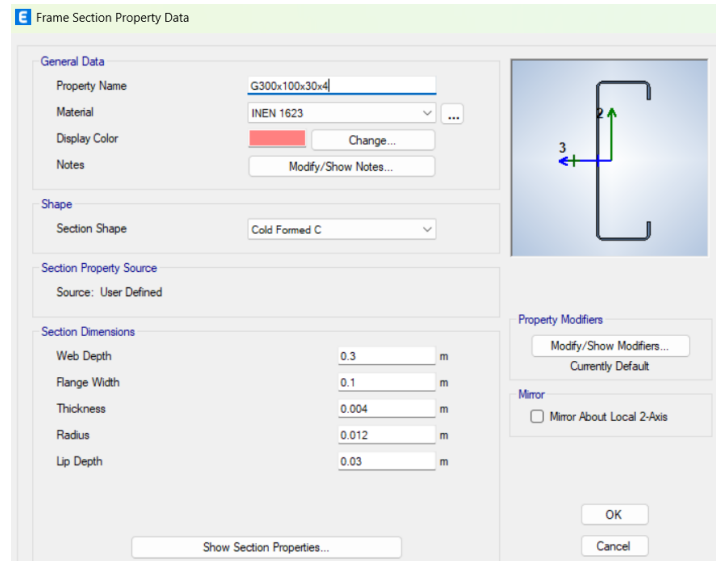 E Frame Section Property Data
General Data
Property Name G300x100x30x4
Material INEN 1623 ...
Display Color Change...
Notes Modify/Show Notes...
2
3
Shape
Section Shape Cold Formed C
Section Property Source
Source: User Defined
Section Dimensions
Web Depth 0.3 m
Flange Width 0.1 m
Thickness 0.004 m
Radius 0.012 m
Lip Depth 0.03 m
Show Section Properties...
Property Modifiers
Modify/Show Modifiers...
Currently Default
Mirror
Mirror About Local 2-Axis
OK
Cancel